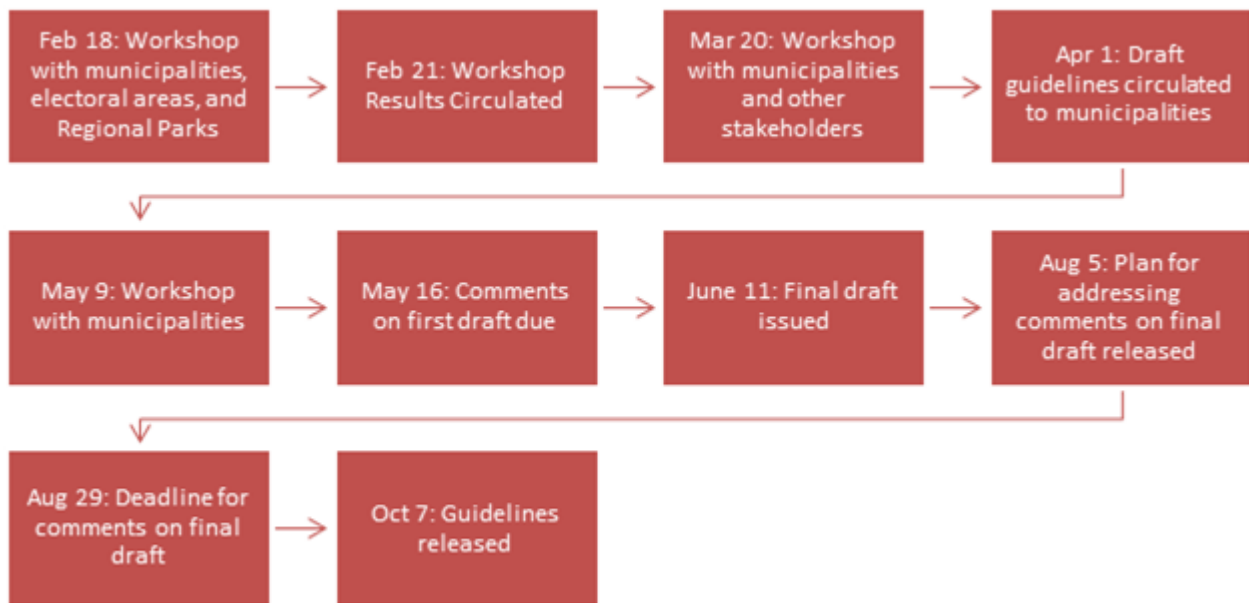 Feb 18: Workshop
with municipalities,
electoral areas, and
Regional Parks
Feb 21: Workshop
Results Circulated
Mar 20: Workshop
with municipalities
and other
stakeholders
Apr 1: Draft
guidelines circulated
to municipalities
May 9: Workshop
with municipalities
May 16: Comments
on first draft due
June 11: Final draft
issued
Aug 5: Plan for
addressing
comments on final
draft released
Aug 29: Deadline for
comments on final
draft
Oct 7: Guidelines
released